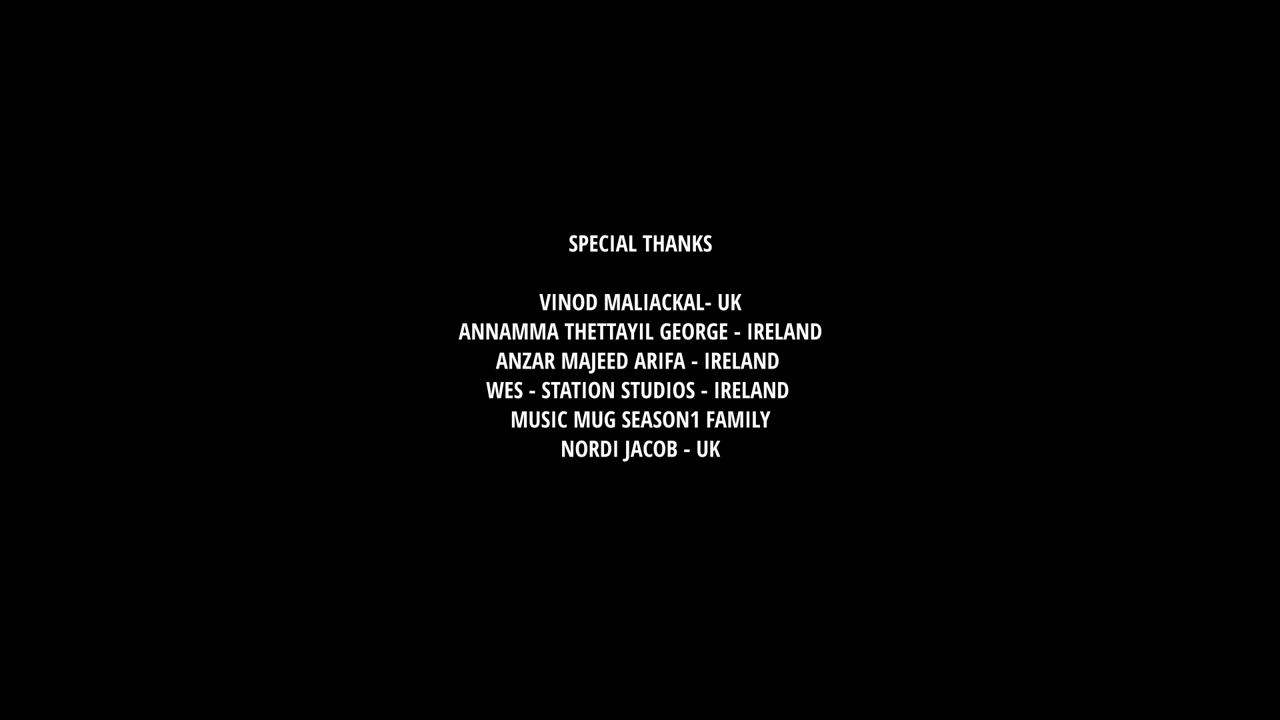 SPECIAL THANKS
VINOD MALIACKAL- UK
ANNAMMA THETTAYIL GEORGE - IRELAND
ANZAR MAJEED ARIFA - IRELAND
WES - STATION STUDIOS - IRELAND
MUSIC MUG SEASON1 FAMILY
NORDI JACOB - UK